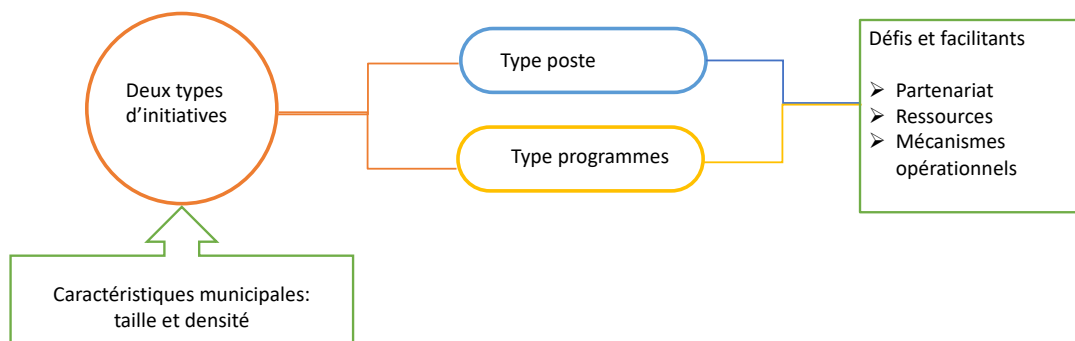 Deux types
d'initiatives
Type poste
Type programmes
Défis et facilitants
➢ Partenariat
➢ Ressources
➢ Mécanismes
opérationnels
Caractéristiques municipales:
taille et densité